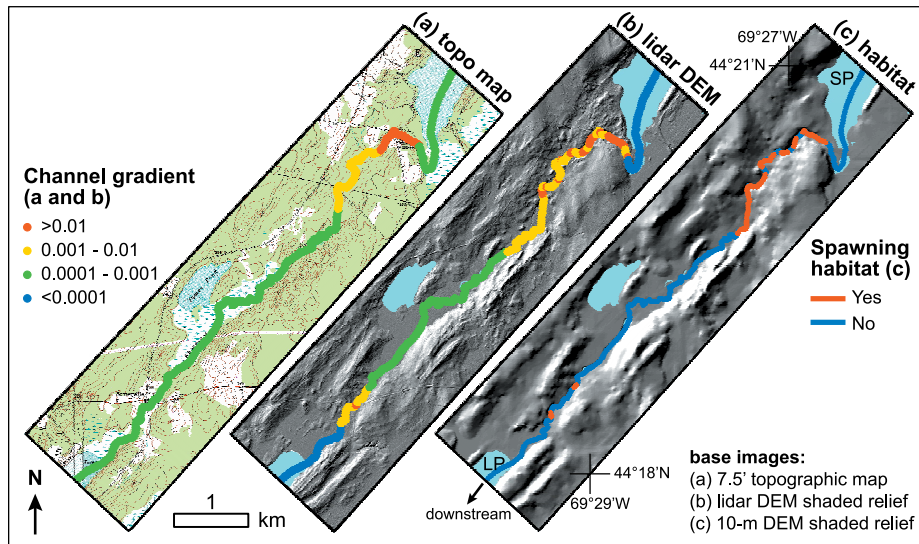 (a) topo map
(b) lidar DEM
(c) habitat
69°27'W
44°21'N
SP
Channel gradient
(a and b)
>0.01
0.001 - 0.01
0.0001 - 0.001
<0.0001
Spawning
habitat (c)
Yes
No
LP
downstream
44°18'N
69°29'W
N
1
km
base images:
(a) 7.5' topographic map
(b) lidar DEM shaded relief
(c) 10-m DEM shaded relief